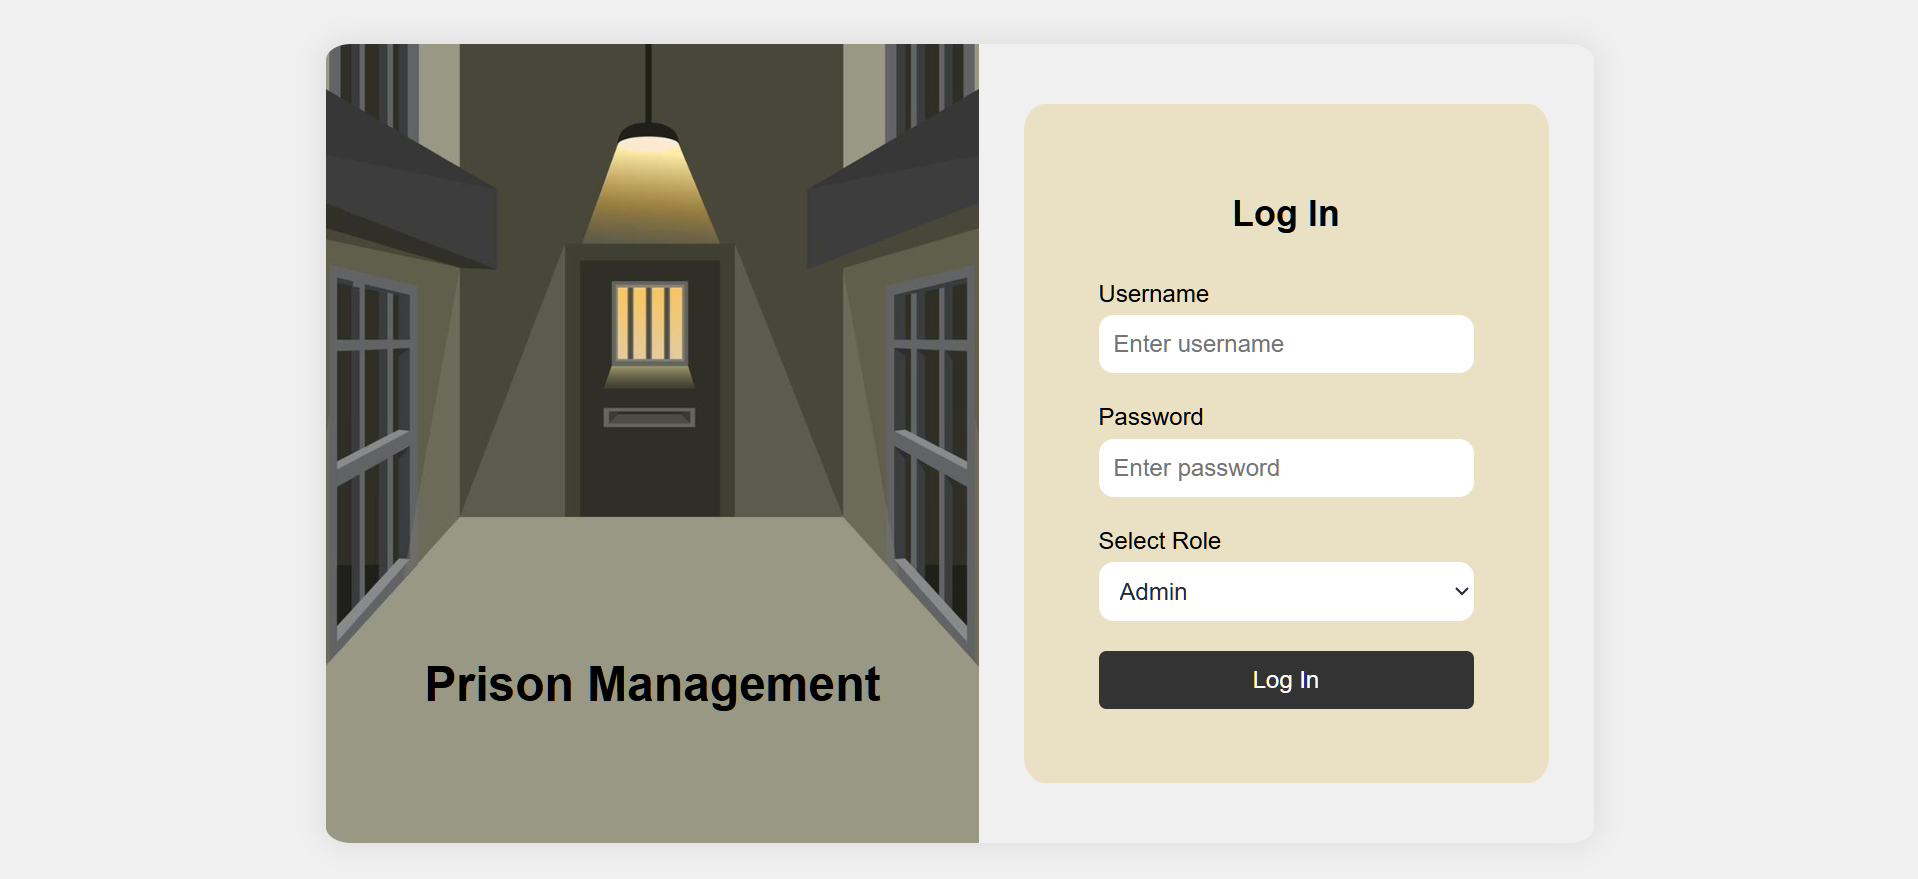 Prison Management
Log In
Username
Enter username
Password
Enter password
Select Role
Admin
Log In